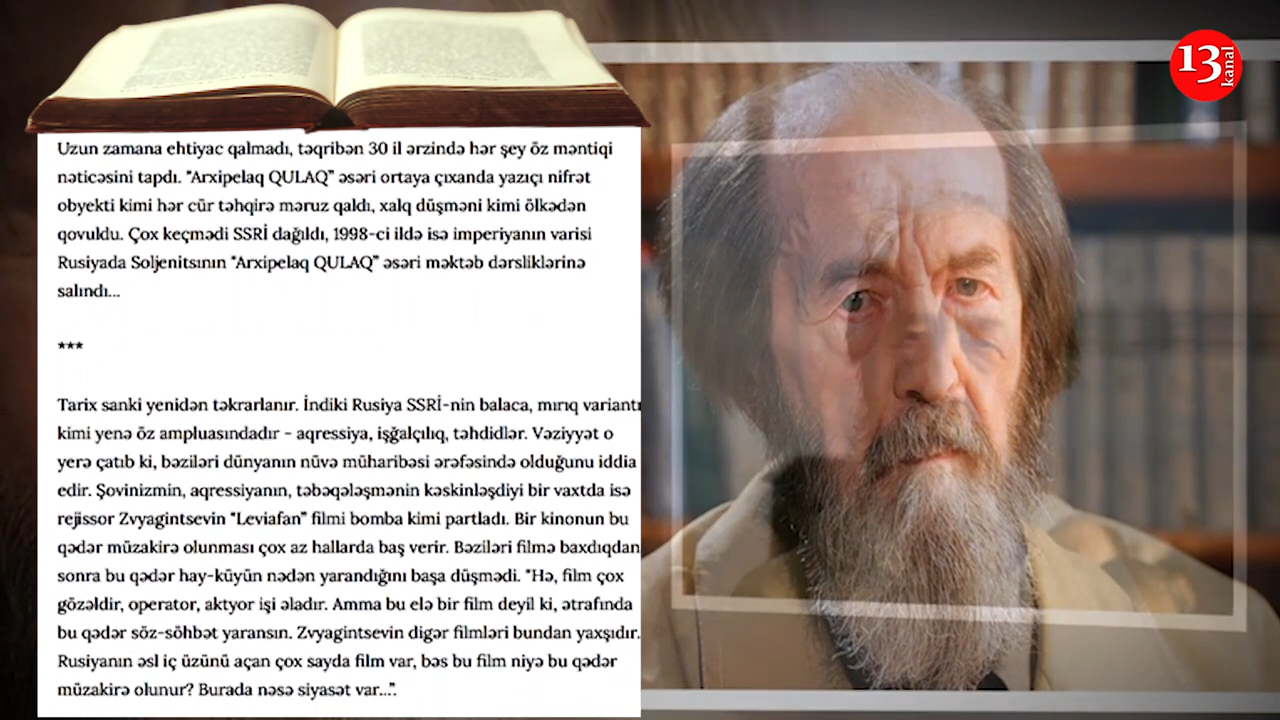 13
kanal
Uzun zamana ehtiyac qalmadı, təqribən 30 il ərzində hər şey öz məntiqi
nəticəsini tapdı. "Arxipelaq QULAQ" əsəri ortaya çıxanda yazıçı nifrət
obyekti kimi hər cür təhqirə məruz qaldı, xalq düşməni kimi ölkədən
qovuldu. Çox keçmədi SSRİ dağıldı, 1998-ci ildə isə imperiyanın varisi
Rusiyada Soljenitsının "Arxipelaq QULAQ" əsəri məktəb dərsliklərinə
salındı...
***
Tarix sanki yenidən təkrarlanır. İndiki Rusiya SSRİ-nin balaca, mırıq variantı
kimi yenə öz ampluasındadır - aqressiya, işğalçılıq, təhdidlər. Vəziyyət o
yerə çatıb ki, bəziləri dünyanın nüvə müharibəsi ərəfəsində olduğunu iddia
edir. Şovinizmin, aqressiyanın, təbəqələşmənin kəskinləşdiyi bir vaxtda isə
rejissor Zvyagintsevin "Leviafan" filmi bomba kimi partladı. Bir kinonun bu
qədər müzakirə olunması çox az hallarda baş verir. Bəziləri filmə baxdıqdan
sonra bu qədər hay-küyün nədən yarandığını başa düşmədi. "Hə, film çox
gözəldir, operator, aktyor işi əladır. Amma bu elə bir film deyil ki, ətrafında
bu qədər söz-söhbət yaransın. Zvyagintsevin digər filmləri bundan yaxşıdır.
Rusiyanın əsl iç üzünü açan çox sayda film var, bəs bu film niyə bu qədər
müzakirə olunur? Burada nəsə siyasət var...".